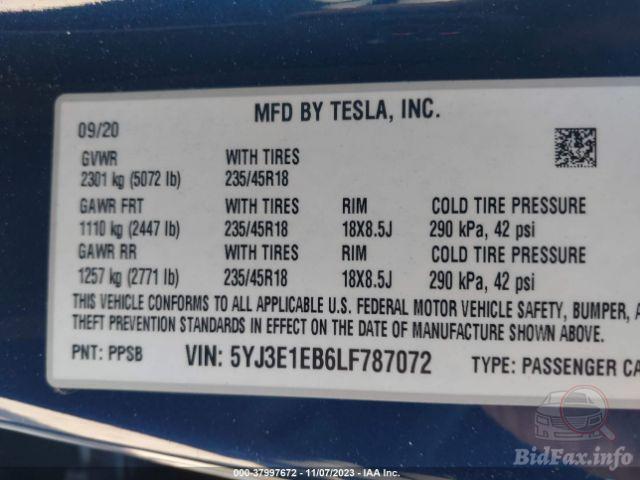 MFD BY TESLA, INC.
09/20
GVWR WITH TIRES
2301 kg (5072 lb) 235/45R18
GAWR FRT WITH TIRES RIM COLD TIRE PRESSURE
1110 kg (2447 lb) 235/45R18 18X8.5J 290 kPa, 42 psi
GAWR RR WITH TIRES RIM COLD TIRE PRESSURE
1257 kg (2771 lb) 235/45R18 18X8.5J 290 kPa, 42 psi
THIS VEHICLE CONFORMS TO ALL APPLICABLE U.S. FEDERAL MOTOR VEHICLE SAFETY, BUMPER, A
THEFT PREVENTION STANDARDS IN EFFECT ON THE DATE OF MANUFACTURE SHOWN ABOVE.
PNT: PPSB VIN: 5YJ3E1EB6LF787072 TYPE: PASSENGER CA
BidFax.info
000-37997672 - 11/07/2023 - IAA Inc.